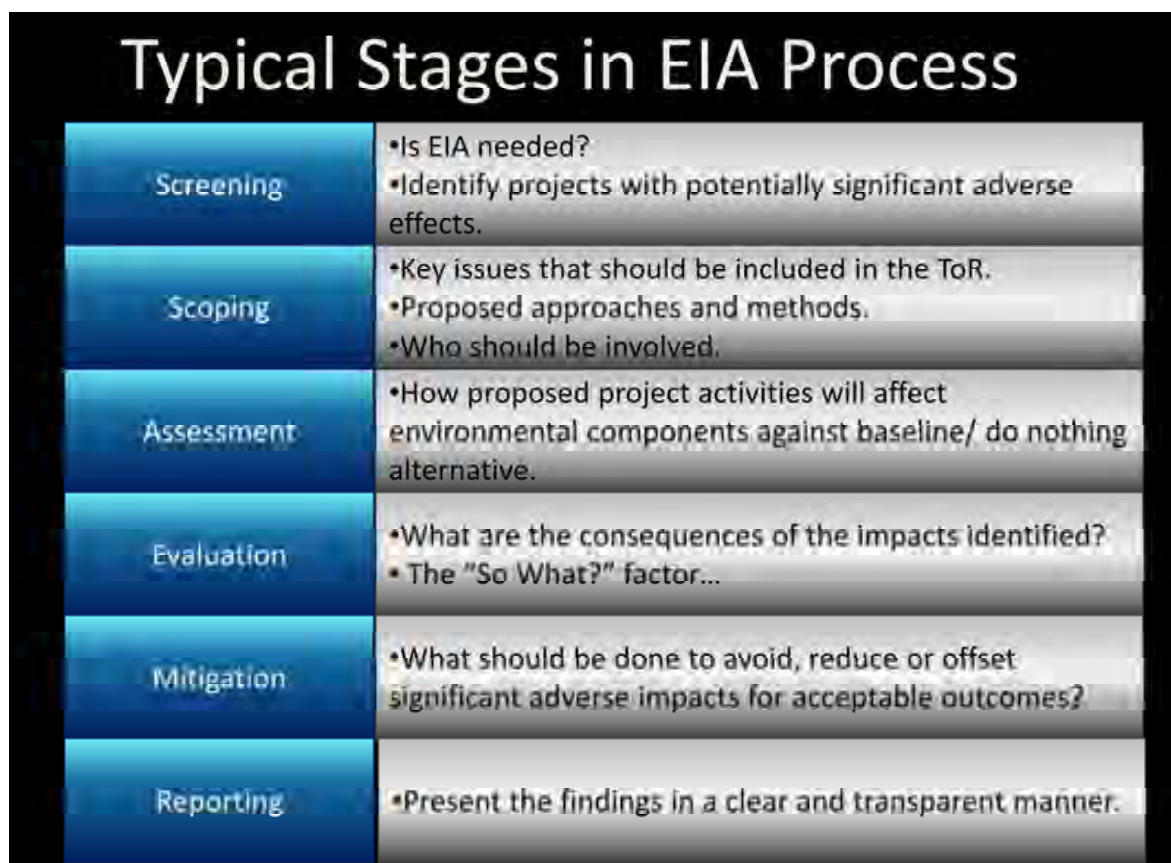 Typical Stages in EIA Process
Screening
•Is EIA needed?
•Identify projects with potentially significant adverse
effects.
Scoping
•Key issues that should be included in the ToR.
•Proposed approaches and methods.
•Who should be involved.
Assessment
•How proposed project activities will affect
environmental components against baseline/ do nothing
alternative.
Evaluation
•What are the consequences of the impacts identified?
• The "So What?" factor...
Mitigation
•What should be done to avoid, reduce or offset
significant adverse impacts for acceptable outcomes?
Reporting
•Present the findings in a clear and transparent manner.